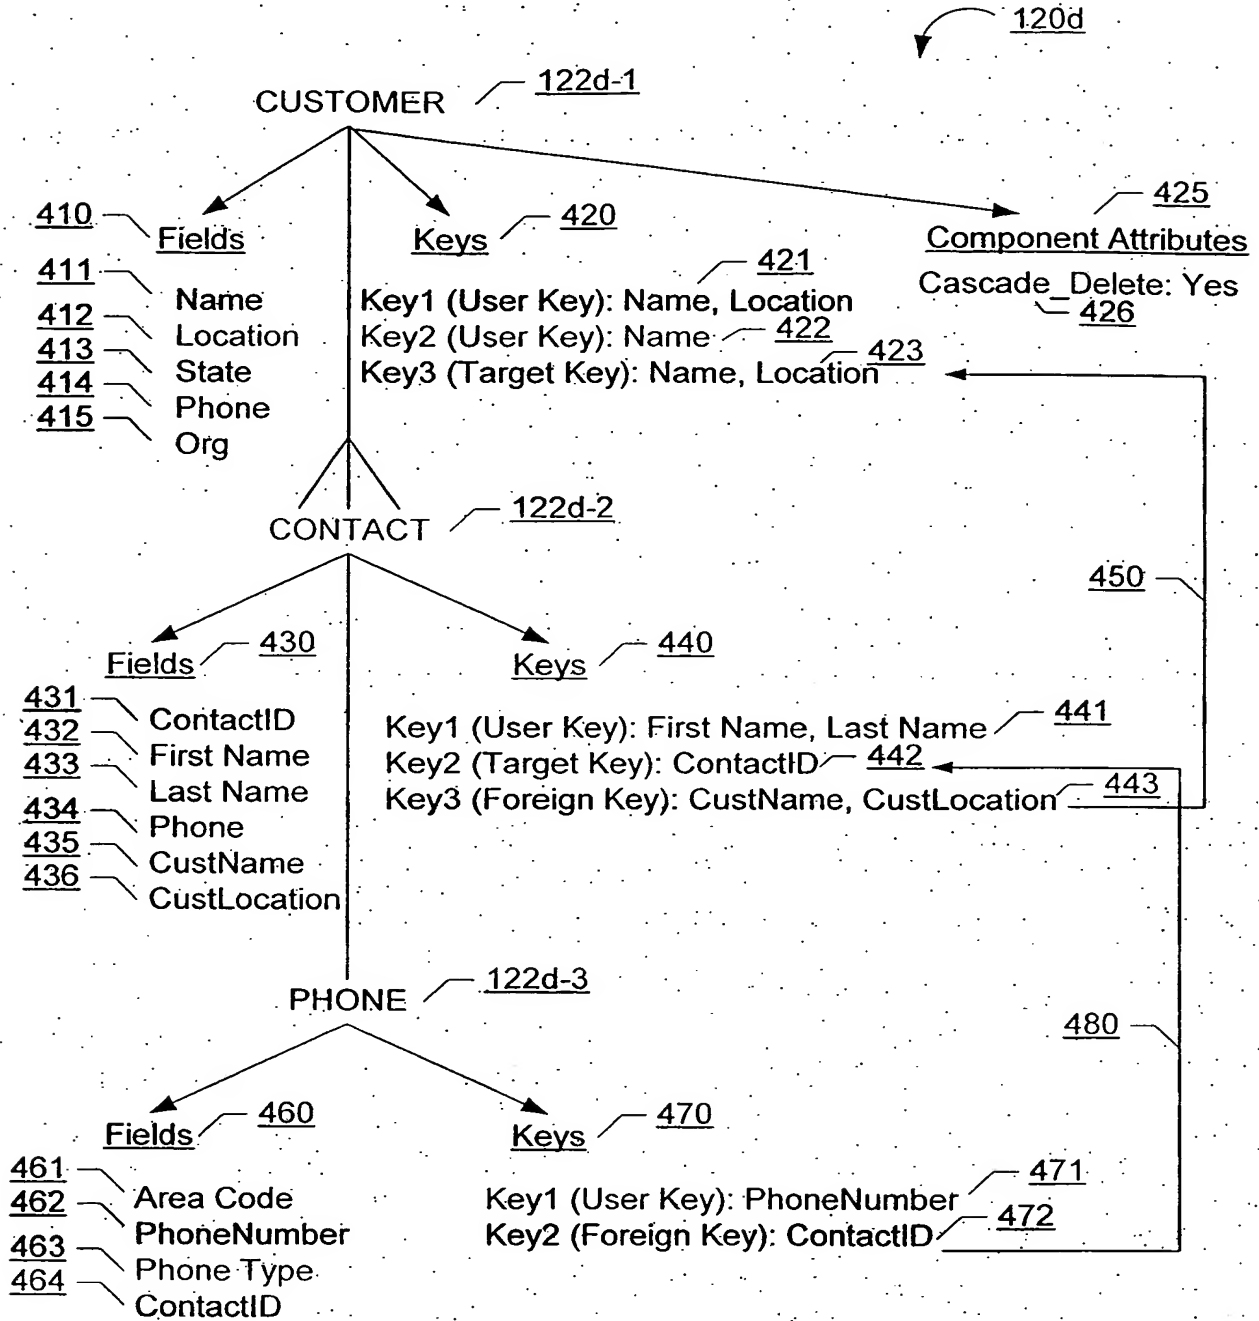 120d
122d-1
CUSTOMER
410
Fields
420
Keys
425
Component Attributes
Cascade_Delete: Yes
426
411
Name
412
Location
413
State
414
Phone
415
Org
421
Key1 (User Key): Name, Location
Key2 (User Key): Name
422
423
Key3 (Target Key): Name, Location
122d-2
CONTACT
450
430
Fields
440
Keys
431
ContactID
432
First Name
433
Last Name
434
Phone
435
CustName
436
CustLocation
Key1 (User Key): First Name, Last Name
441
Key2 (Target Key): ContactID
442
Key3 (Foreign Key): CustName, CustLocation
443
122d-3
PHONE
480
460
Fields
470
Keys
461
Area Code
462
PhoneNumber
463
Phone Type
464
ContactID
Key1 (User Key): PhoneNumber
471
Key2 (Foreign Key): ContactID
472